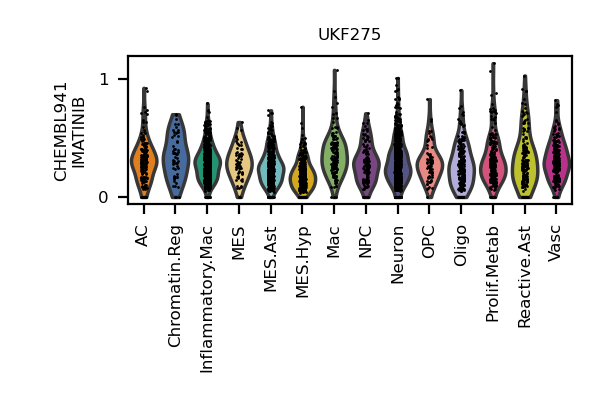 UKF275
CHEMBL941
IMATINIB
1
0
AC
Chromatin.Reg
Inflammatory.Mac
MES
MES.Ast
MES.Hyp
Mac
NPC
Neuron
OPC
Oligo
Prolif.Metab
Reactive.Ast
Vasc